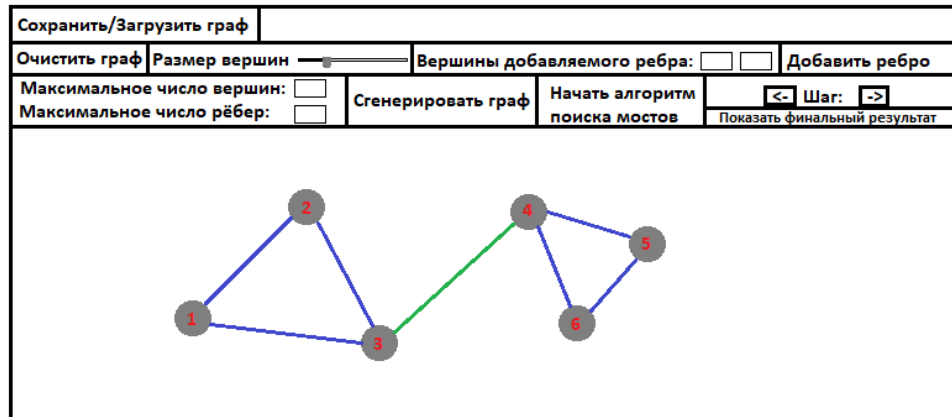 Сохранить/Загрузить граф
Очистить граф Размер вершин Вершины добавляемого ребра: Добавить ребро
Максимальное число вершин:
Максимальное число рёбер:
Сгенерировать граф
Начать алгоритм
поиска мостов
<- Шаг: ->
Показать финальный результат
2
4
5
1
3
6